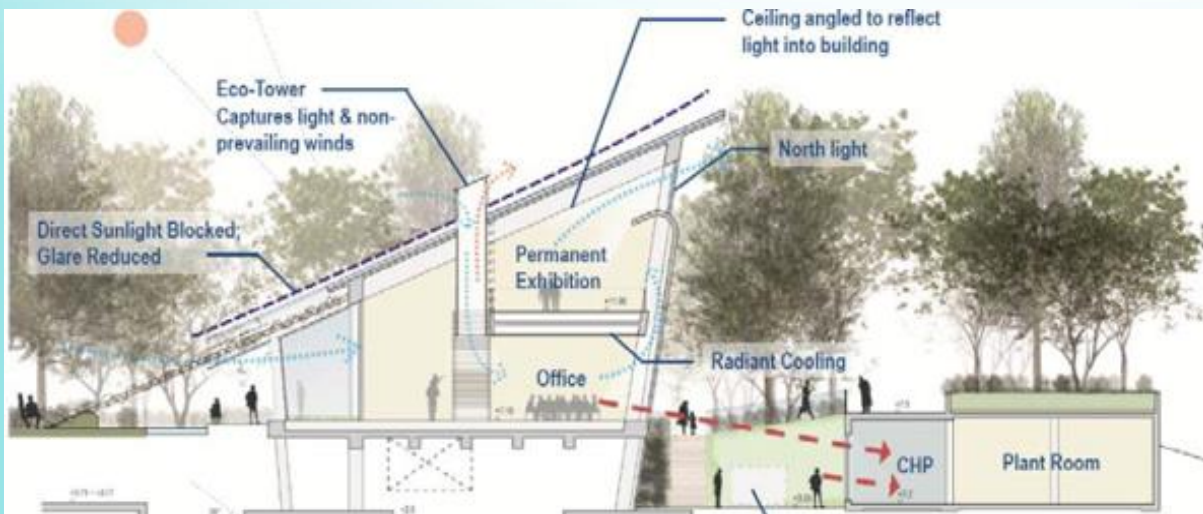 Ceiling angled to reflect
light into building
Eco-Tower
Captures light & non-
prevailing winds
North light
Direct Sunlight Blocked;
Glare Reduced
Permanent
Exhibition
Radiant Cooling
Office
CHP
Plant Room